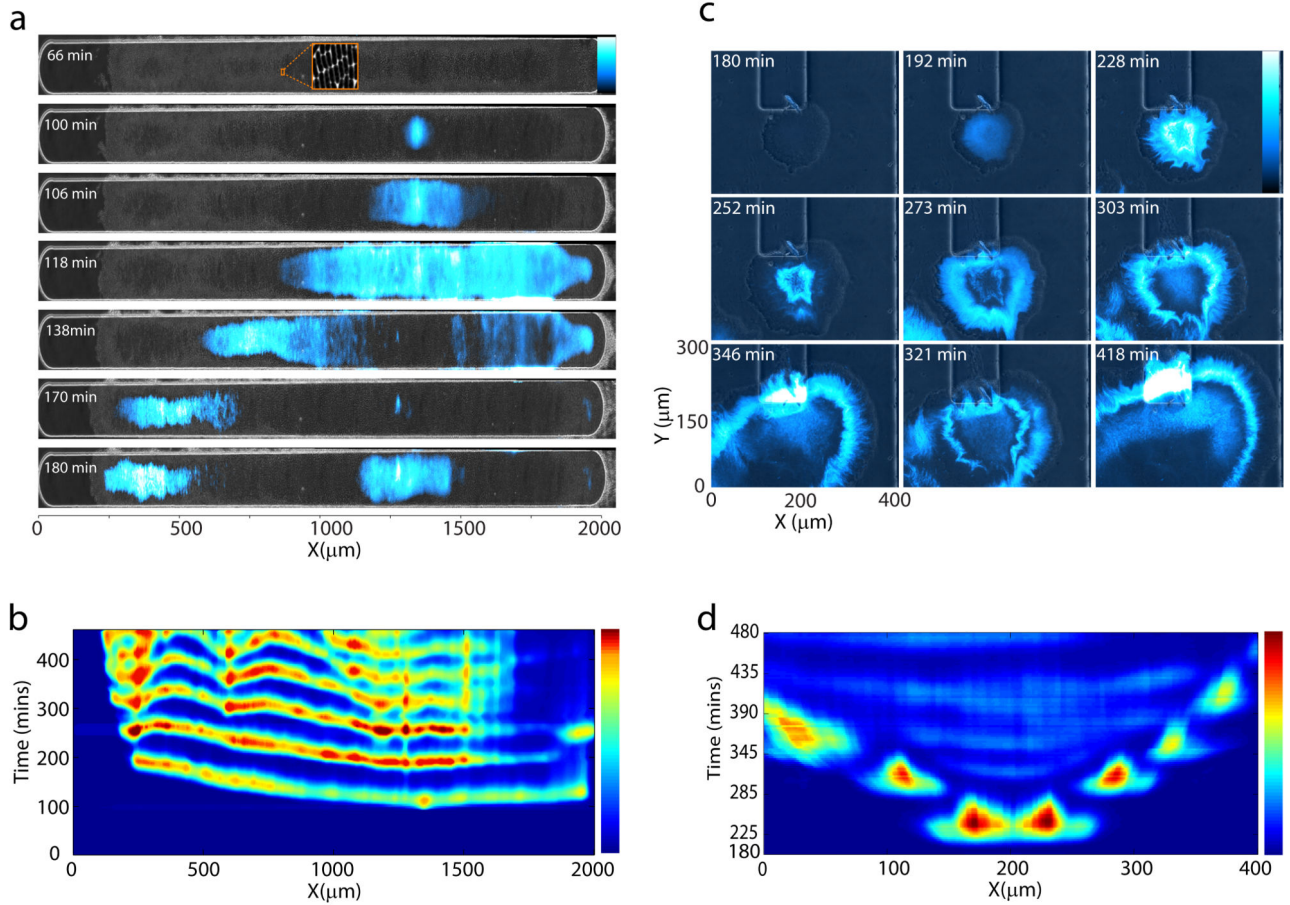 a
66 min
100 min
106 min
118 min
138min
170 min
180 min
0 500 1000 1500 2000
X(μm)
c
180 min 192 min 228 min
252 min 273 min 303 min
346 min 321 min 418 min
300
150
0
Y (μm)
0 200 400
X (μm)
b
400
300
200
100
0
Time (mins)
0 500 1000 1500 2000
X(μm)
d
480
435
390
345
285
225
180
Time (mins)
0 100 200 300 400
X(μm)